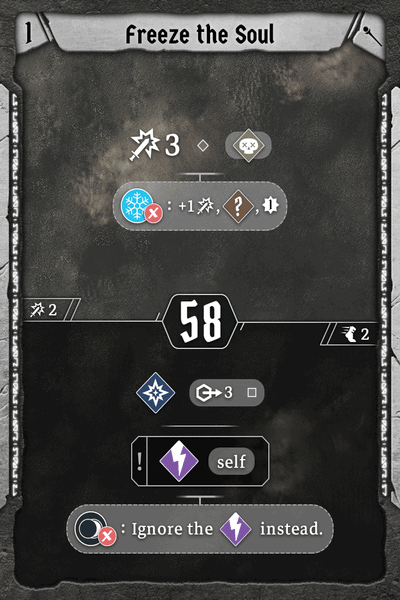 1 Freeze the Soul
3
: +1 , ? , !
2
58
2
3
! self
: Ignore the instead.